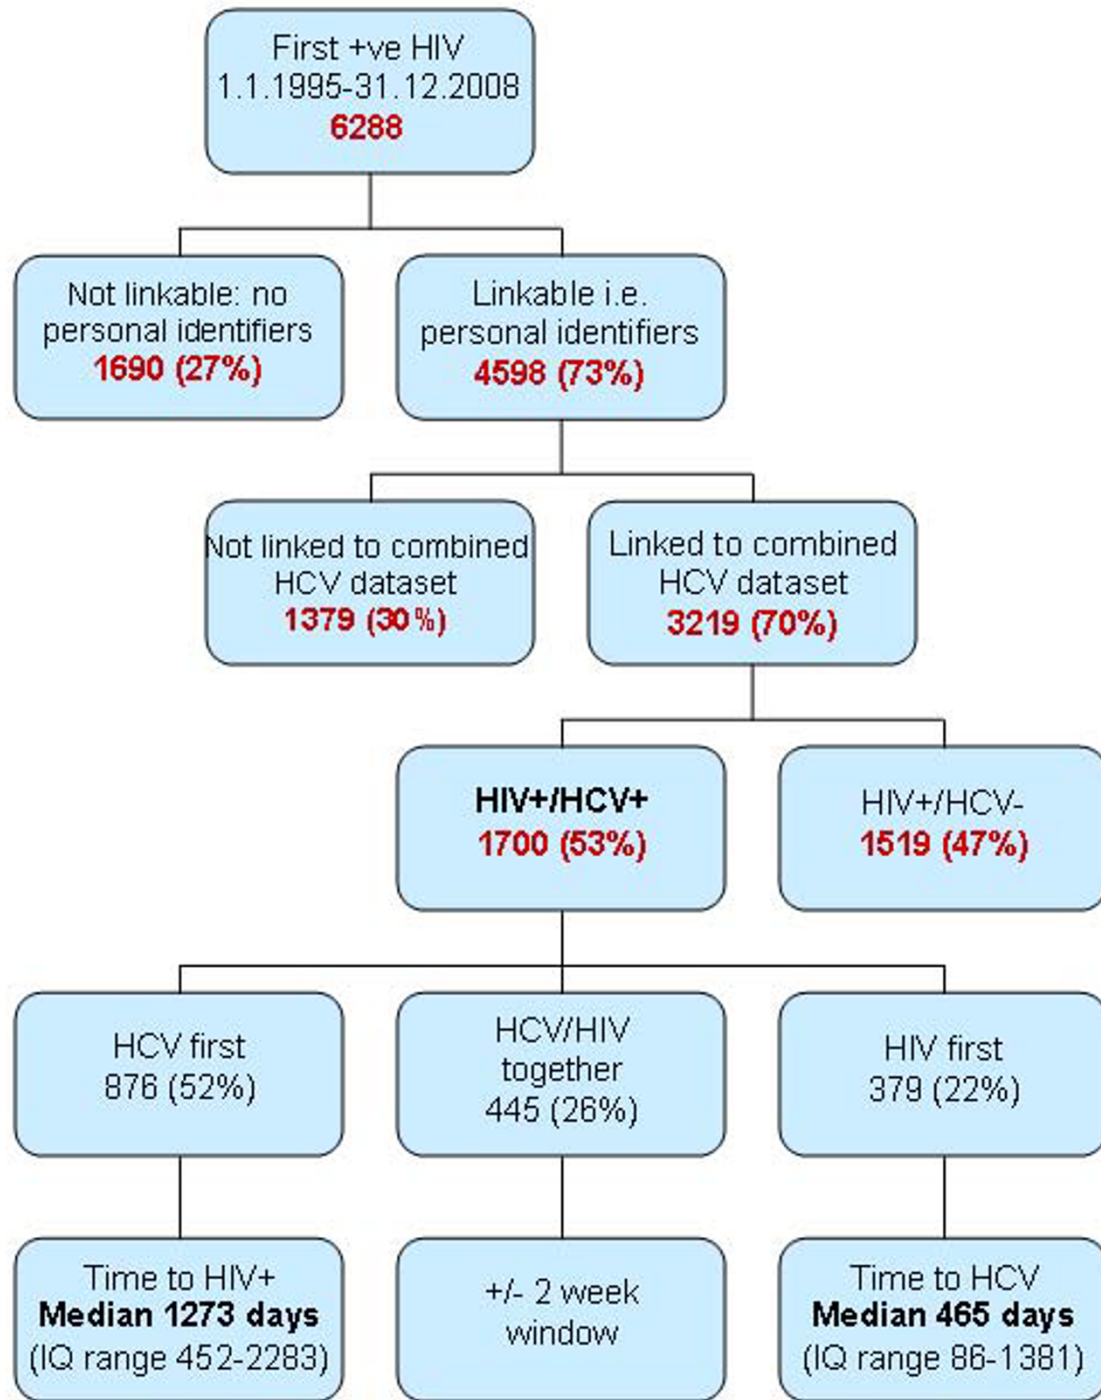 First +ve HIV
1.1.1995-31.12.2008
6288
Not linkable: no
personal identifiers
1690 (27%)
Linkable i.e.
personal identifiers
4598 (73%)
Not linked to combined
HCV dataset
1379 (30%)
Linked to combined
HCV dataset
3219 (70%)
HIV+/HCV+
1700 (53%)
HIV+/HCV-
1519 (47%)
HCV first
876 (52%)
HCV/HIV
together
445 (26%)
HIV first
379 (22%)
Time to HIV+
Median 1273 days
(IQ range 452-2283)
+/- 2 week
window
Time to HCV
Median 465 days
(IQ range 86-1381)